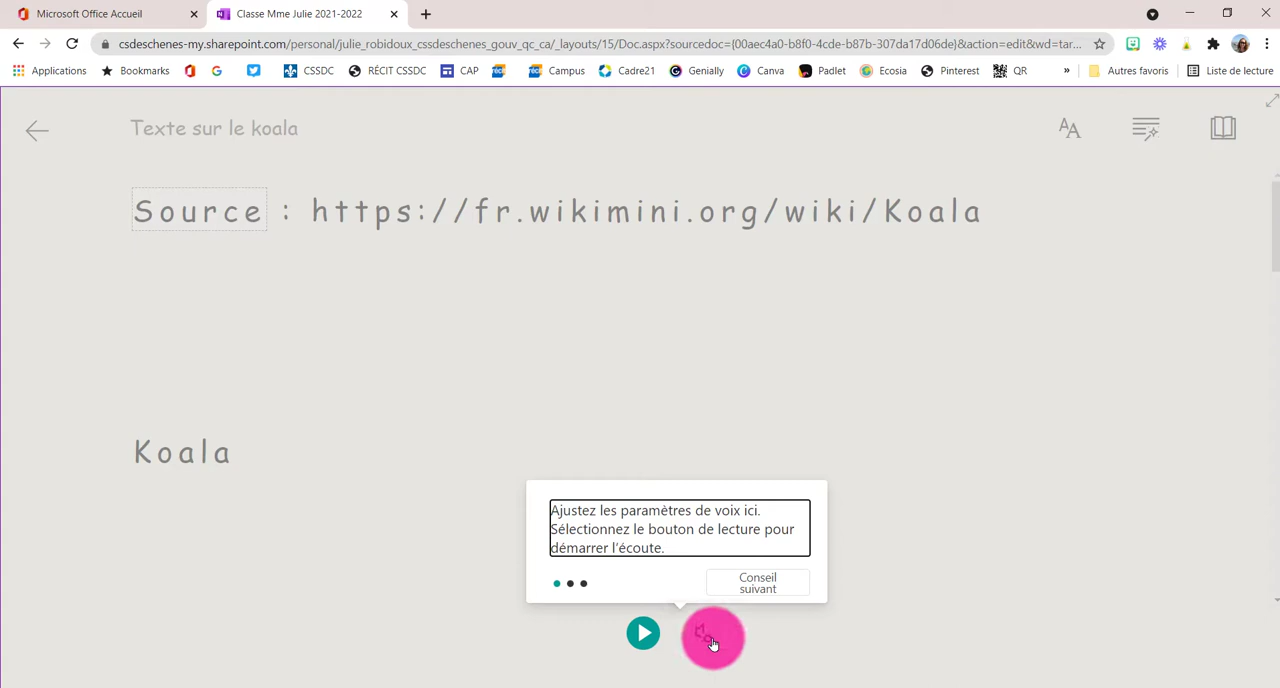 Microsoft Office Accueil
Classe Mme Julie 2021-2022
csdeschenes-my.sharepoint.com/personal/julie_robidoux_cssdeschenes_gouv_qc_ca/_layouts/15/Doc.aspx?sourcedoc={00aec4a0-b8f0-4cde-b87b-307da17d06de}&action=edit&wd=tar...
Applications Bookmarks CSSDC RÉCIT CSSDC CAP Campus Cadre21 Genially Canva Padlet Ecosia Pinterest QR » Autres favoris Liste de lecture
Texte sur le koala
Source : https://fr.wikimini.org/wiki/Koala
Koala
Ajustez les paramètres de voix ici.
Sélectionnez le bouton de lecture pour
démarrer l'écoute.
Conseil
suivant